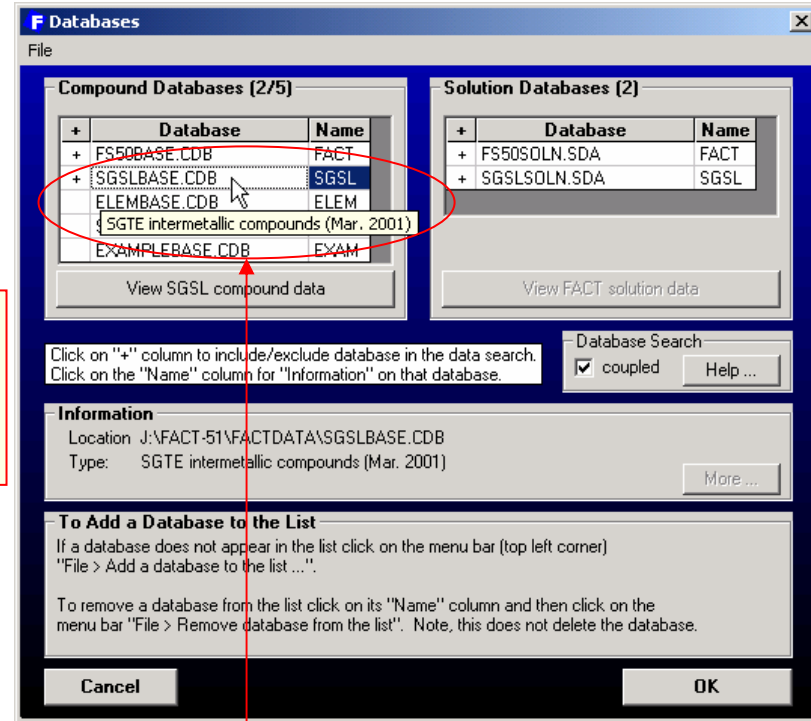 F Databases
File
Compound Databases (2/5)
+ Database Name
+ FS50BASE.CDB FACT
+ SGSLBASE.CDB SGSL
ELEMBASE.CDB ELEM
SGTE intermetallic compounds (Mar. 2001)
EXAMPLEBASE.CDB EXAM
View SGSL compound data
Solution Databases (2)
+ Database Name
+ FS50SOLN.SDA FACT
+ SGSLSOLN.SDA SGSL
View FACT solution data
Click on "+" column to include/exclude database in the data search.
Click on the "Name" column for "Information" on that database.
Database Search
coupled Help ...
Information
Location J:\FACT-51\FACTDATA\SGSLBASE.CDB
Type: SGTE intermetallic compounds (Mar. 2001)
More ...
To Add a Database to the List
If a database does not appear in the list click on the menu bar (top left corner)
"File > Add a database to the list ...".
To remove a database from the list click on its "Name" column and then click on the
menu bar "File > Remove database from the list". Note, this does not delete the database.
Cancel
OK